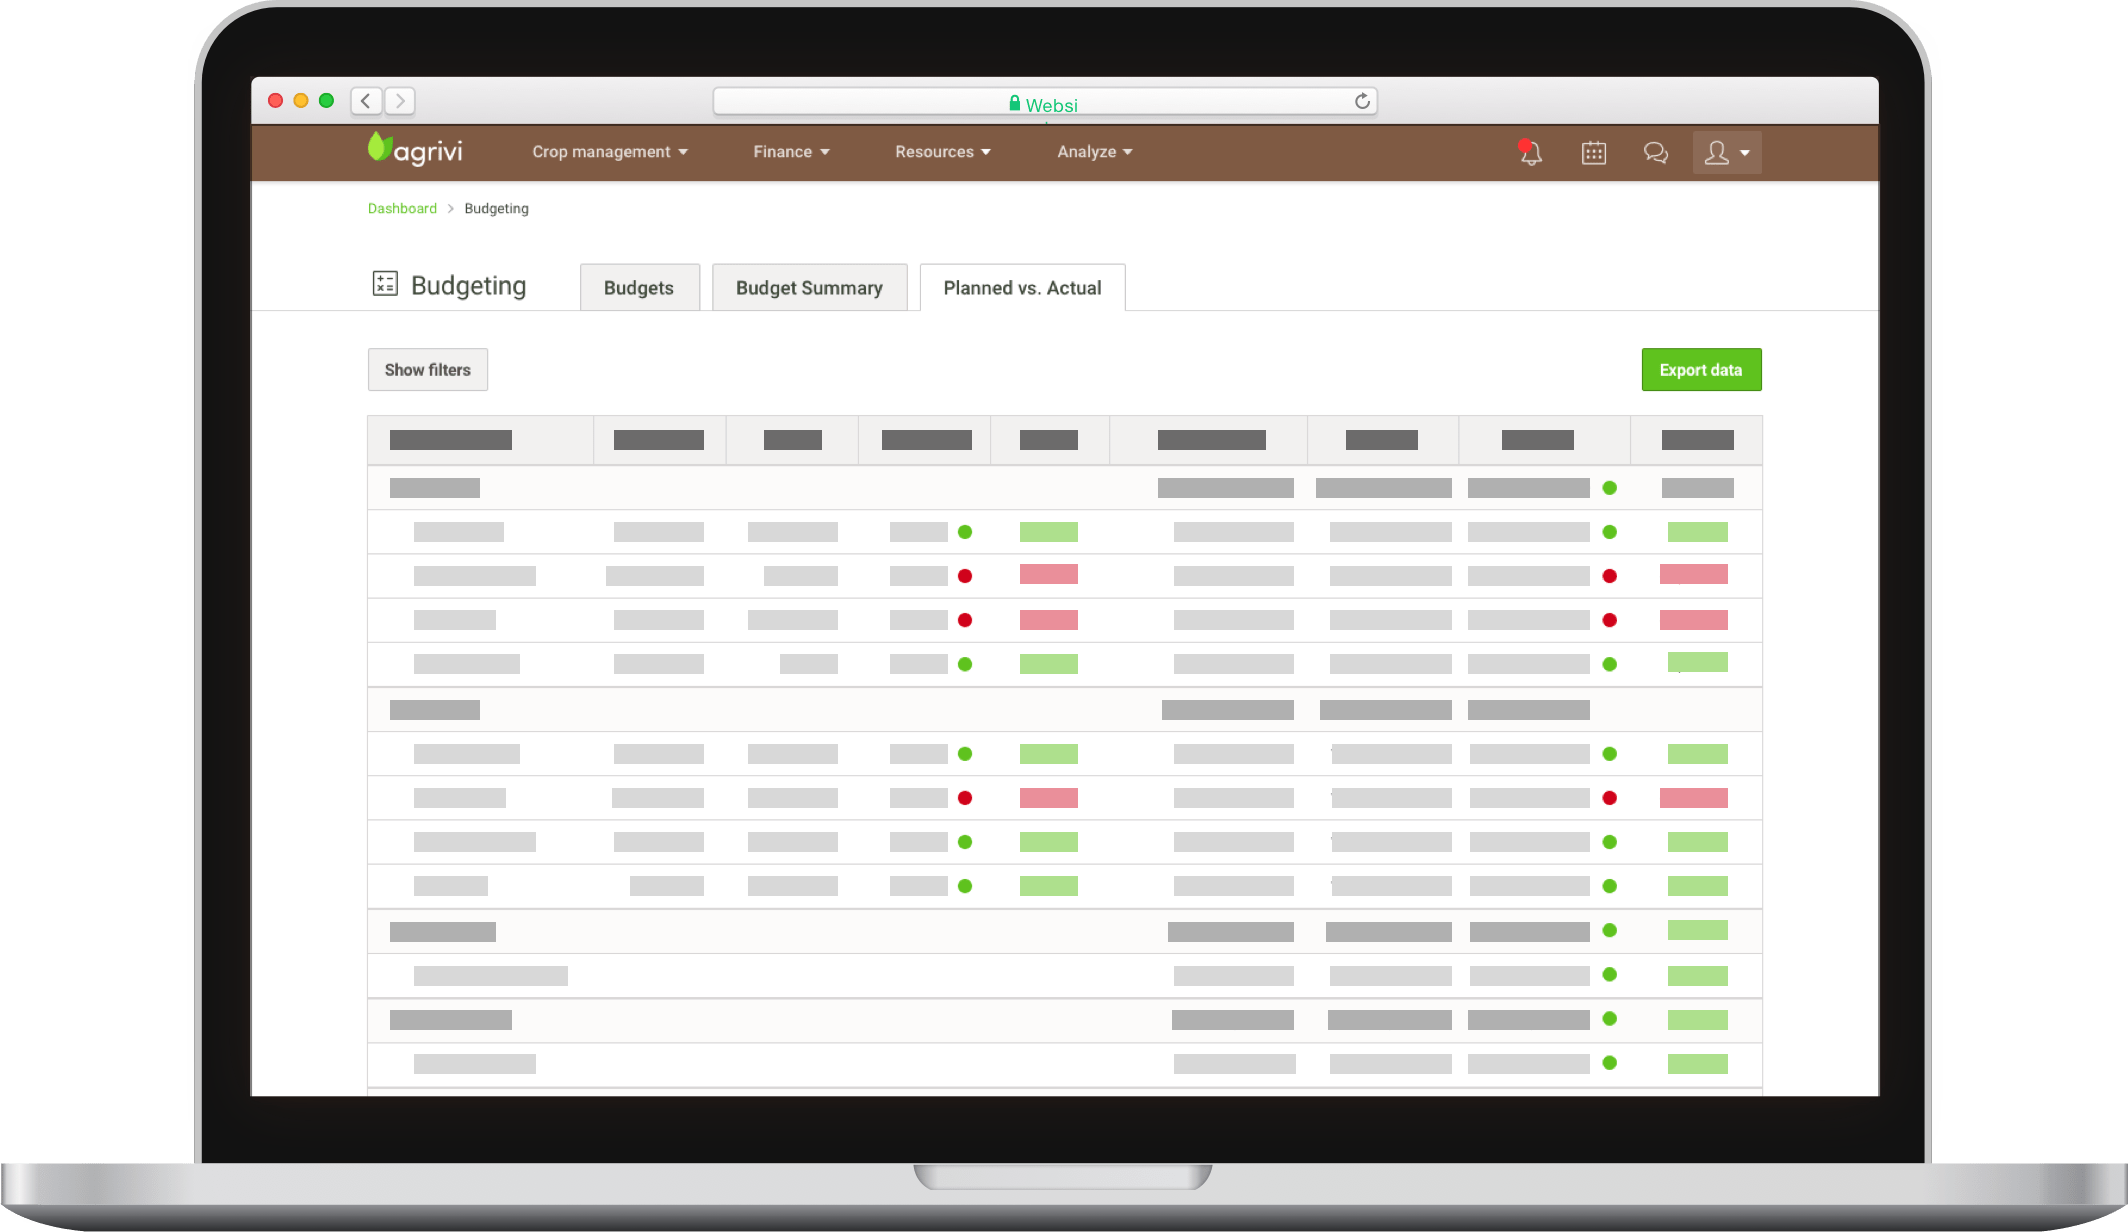 Websi
agrivi Crop management Finance Resources Analyze
Dashboard > Budgeting
Budgeting Budgets Budget Summary Planned vs. Actual
Show filters Export data